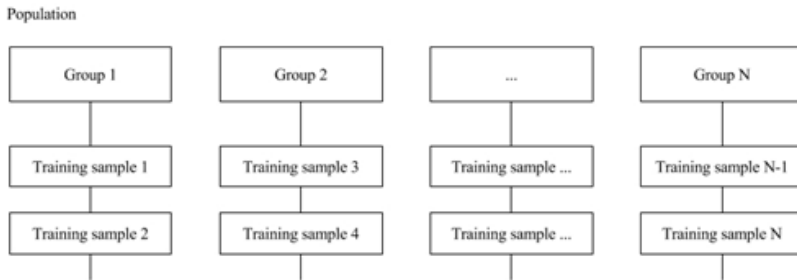 Population
Group 1
Group 2
...
Group N
Training sample 1
Training sample 3
Training sample ...
Training sample N-1
Training sample 2
Training sample 4
Training sample ...
Training sample N